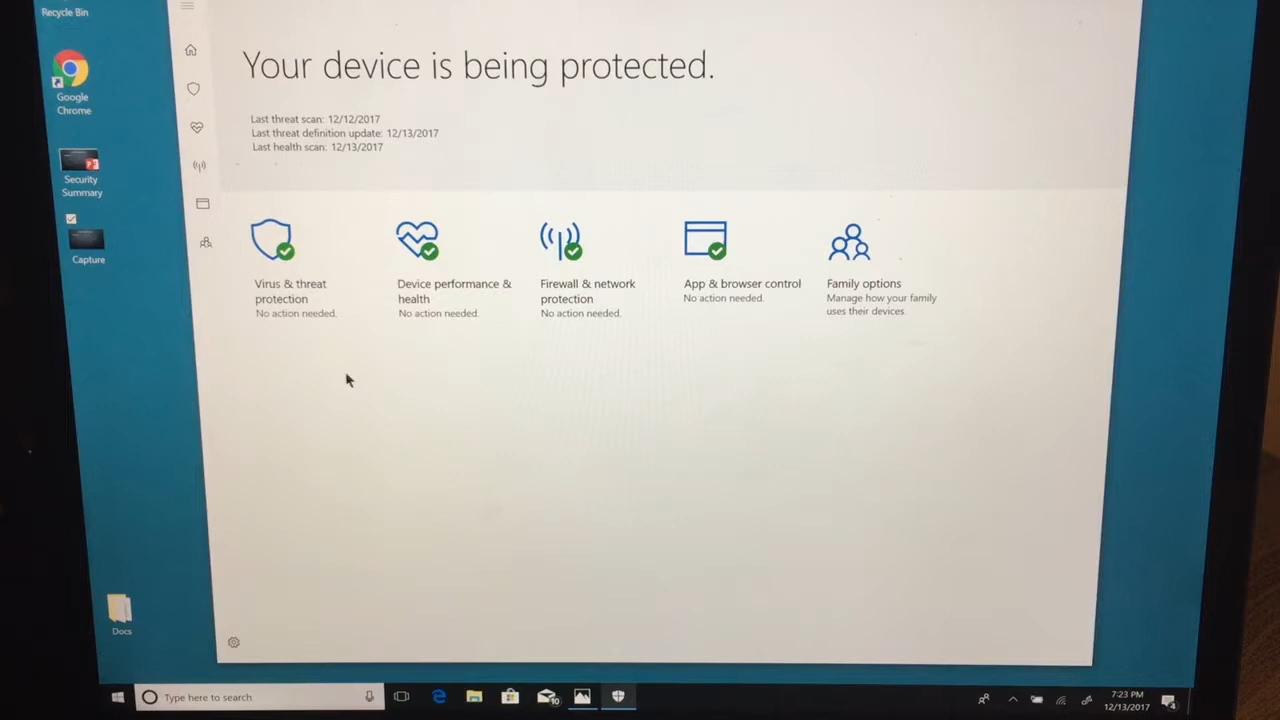 Recycle Bin
Google
Chrome
Security
Summary
Capture
Docs
Your device is being protected.
Last threat scan: 12/12/2017
Last threat definition update: 12/13/2017
Last health scan: 12/13/2017
Virus & threat
protection
No action needed.
Device performance &
health
No action needed.
Firewall & network
protection
No action needed.
App & browser control
No action needed.
Family options
Manage how your family
uses their devices.
Type here to search
10
7:23 PM
12/13/2017
4